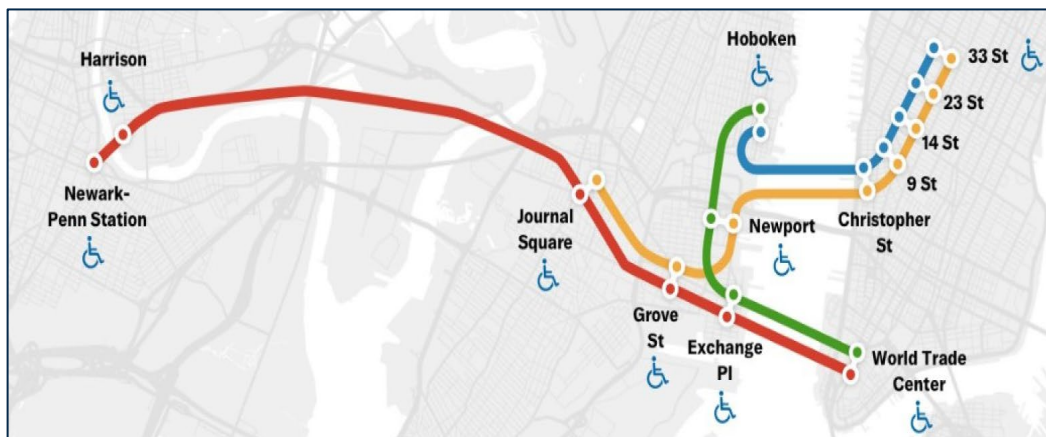 Harrison
Newark-
Penn Station
Journal
Square
Grove
St
Exchange
Pl
Hoboken
Newport
World Trade
Center
Christopher
St
9 St
14 St
23 St
33 St